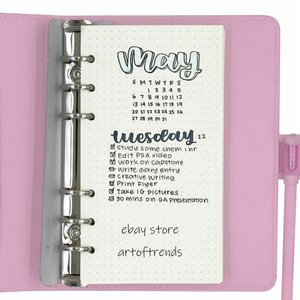 May
S M T W T F S
1 2 3 4 5
6 7 8 9 10 11 12
13 14 15 16 17 18 19
20 21 22 23 24 25 26
27 28 29 30 31
tuesday 22
Study some chem 1 hr
Edit PSA video
Work on capstone
Write diary entry
Creative Writing
Print Flyer
Take IG pictures
30 mins on GA Presentation
ebay store
artoftrends